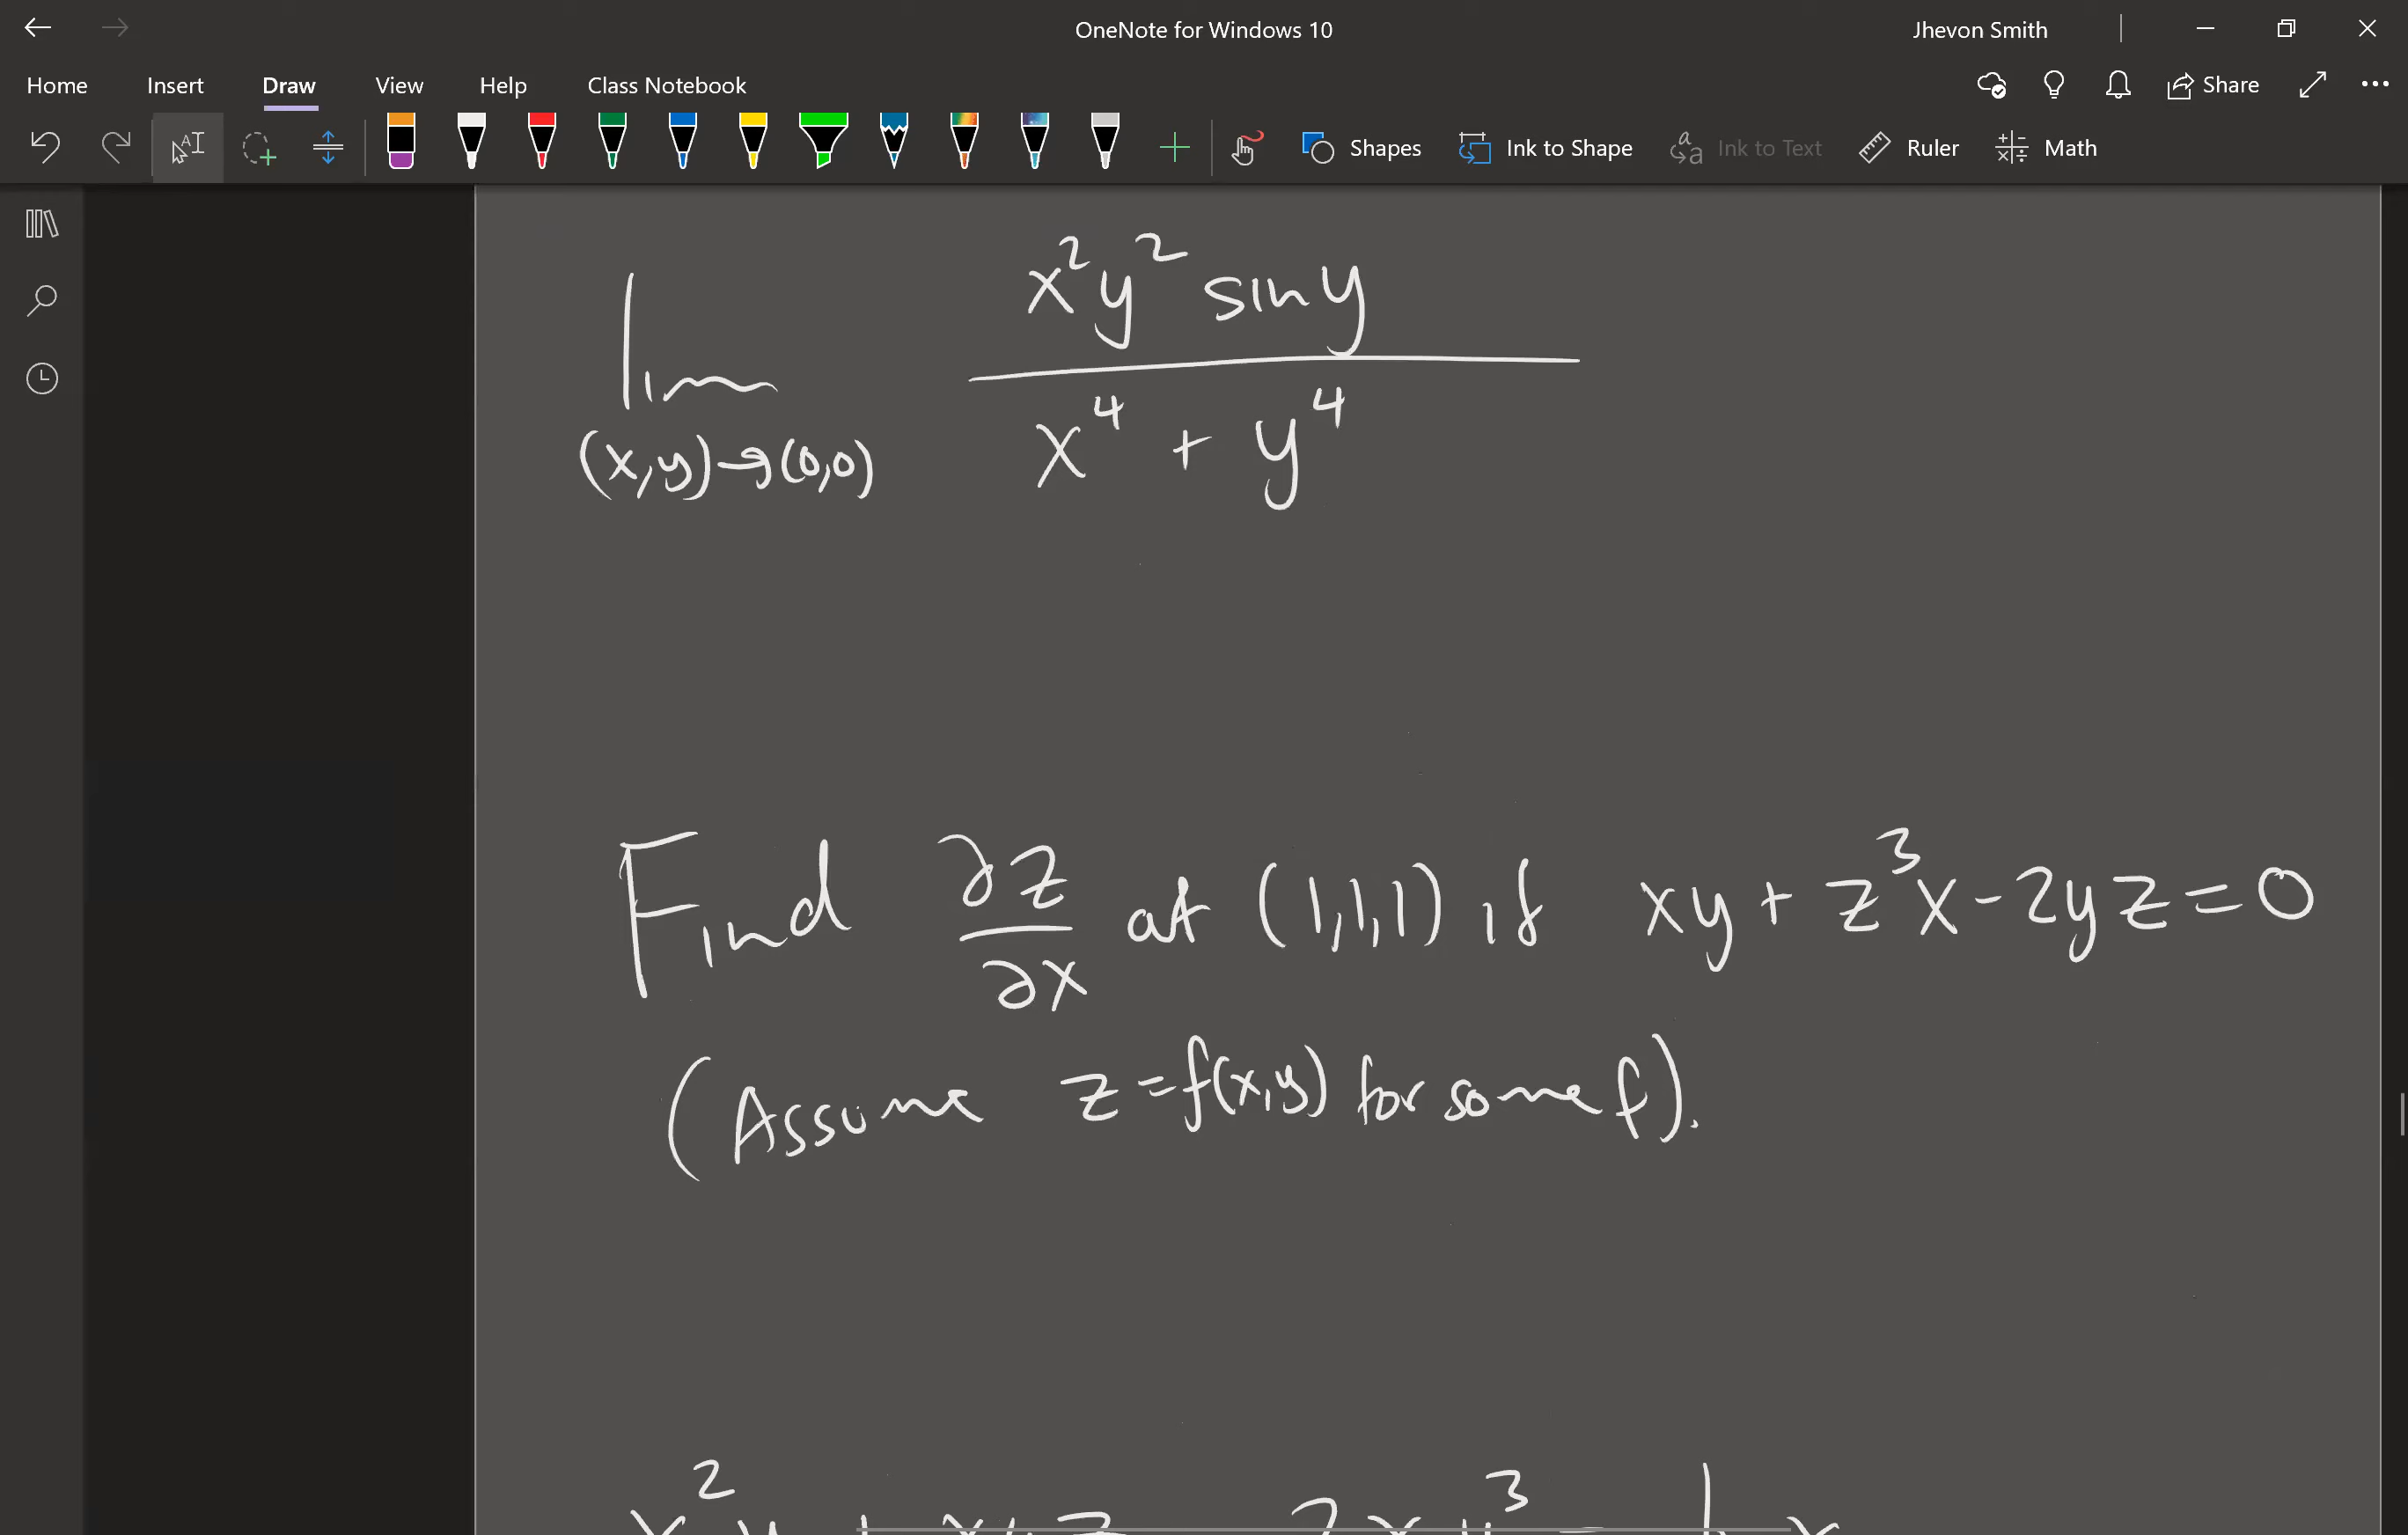 OneNote for Windows 10
Jhevon Smith
Home Insert Draw View Help Class Notebook
Share
Shapes Ink to Shape Ink to Text Ruler Math
lim x²y² sin y
(x,y)→(0,0) x⁴ + y⁴
Find ∂z/∂x at (1,1,1) if xy + z³x - 2yz = 0
(Assume z = f(x,y) for some f).